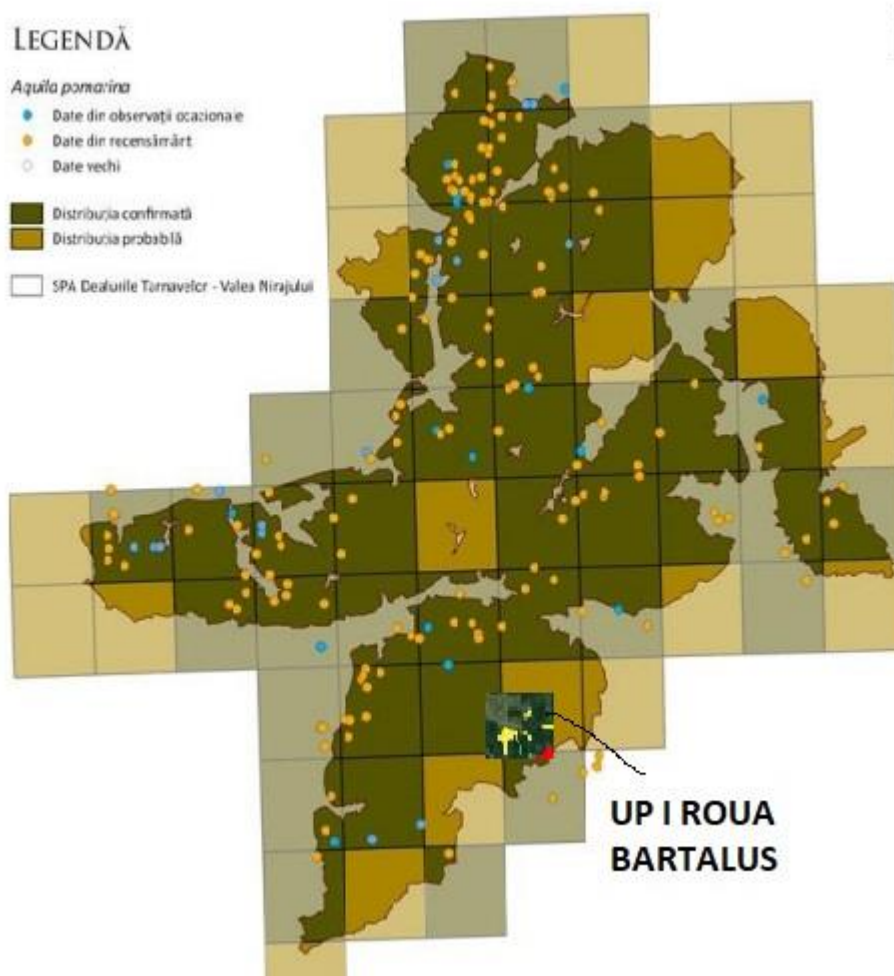 LEGENDĂ
Aquila pomarina
Date din observații ocazionale
Date din recensământ
Date vechi
Distribuția confirmată
Distribuția probabilă
SPA Dealurile Tarnavelor - Valea Nirajului
UP I ROUA
BARTALUS